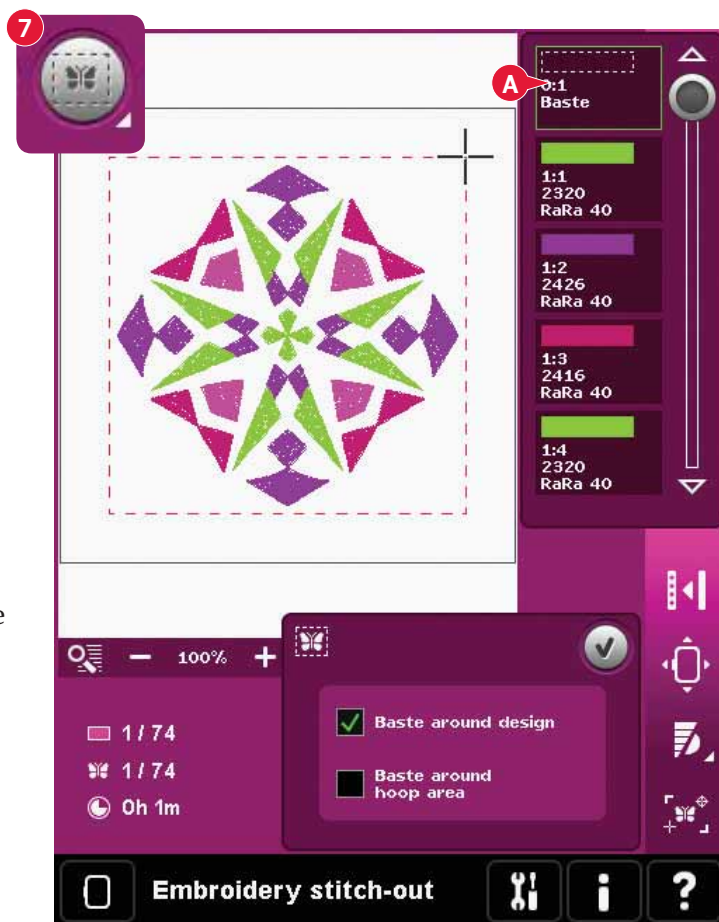 7
A
0:1
Baste
1:1
2320
RaRa 40
1:2
2426
RaRa 40
1:3
2416
RaRa 40
1:4
2320
RaRa 40
e
100%
1 / 74
1 / 74
0h 1m
Baste around design
Baste around
hoop area
Embroidery stitch-out
i
?